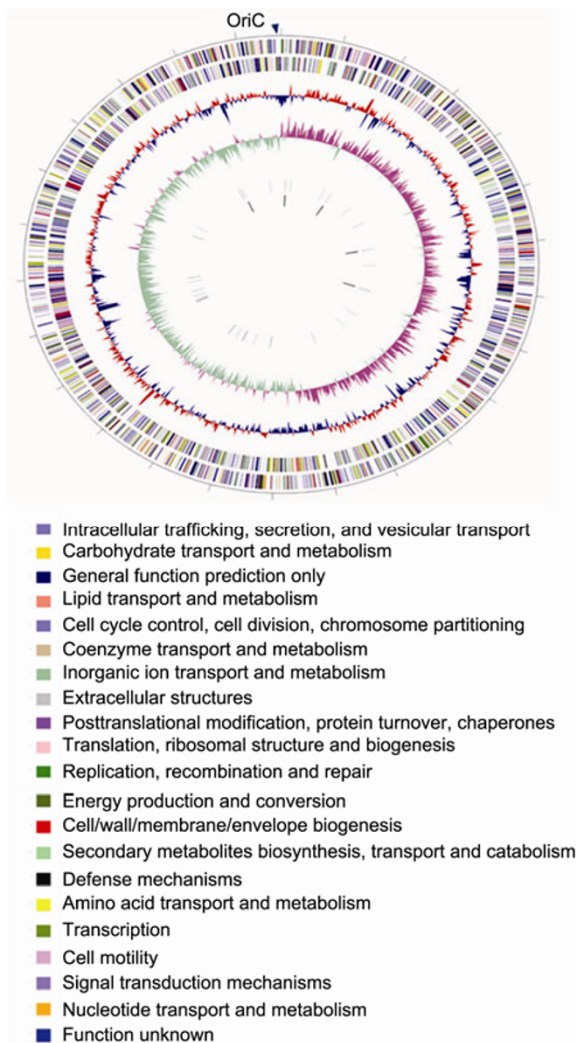 OriC
Intracellular trafficking, secretion, and vesicular transport
Carbohydrate transport and metabolism
General function prediction only
Lipid transport and metabolism
Cell cycle control, cell division, chromosome partitioning
Coenzyme transport and metabolism
Inorganic ion transport and metabolism
Extracellular structures
Posttranslational modification, protein turnover, chaperones
Translation, ribosomal structure and biogenesis
Replication, recombination and repair
Energy production and conversion
Cell/wall/membrane/envelope biogenesis
Secondary metabolites biosynthesis, transport and catabolism
Defense mechanisms
Amino acid transport and metabolism
Transcription
Cell motility
Signal transduction mechanisms
Nucleotide transport and metabolism
Function unknown